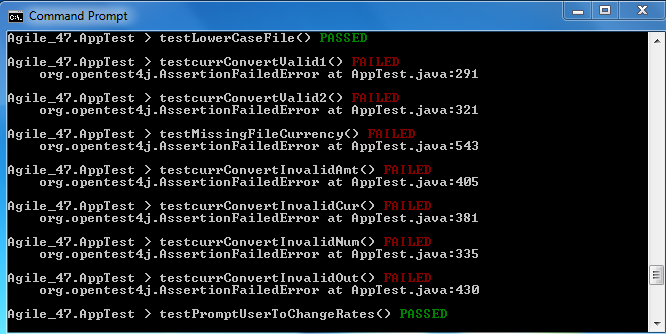 Command Prompt
Agile_47.AppTest > testLowerCaseFile() PASSED
Agile_47.AppTest > testcurrConvertValid1() FAILED
org.opentest4j.AssertionFailedError at AppTest.java:291
Agile_47.AppTest > testcurrConvertValid2() FAILED
org.opentest4j.AssertionFailedError at AppTest.java:321
Agile_47.AppTest > testMissingFileCurrency() FAILED
org.opentest4j.AssertionFailedError at AppTest.java:543
Agile_47.AppTest > testcurrConvertInvalidAmt() FAILED
org.opentest4j.AssertionFailedError at AppTest.java:405
Agile_47.AppTest > testcurrConvertInvalidCur() FAILED
org.opentest4j.AssertionFailedError at AppTest.java:381
Agile_47.AppTest > testcurrConvertInvalidNum() FAILED
org.opentest4j.AssertionFailedError at AppTest.java:335
Agile_47.AppTest > testcurrConvertInvalidOut() FAILED
org.opentest4j.AssertionFailedError at AppTest.java:430
Agile_47.AppTest > testPromptUserToChangeRates() PASSED